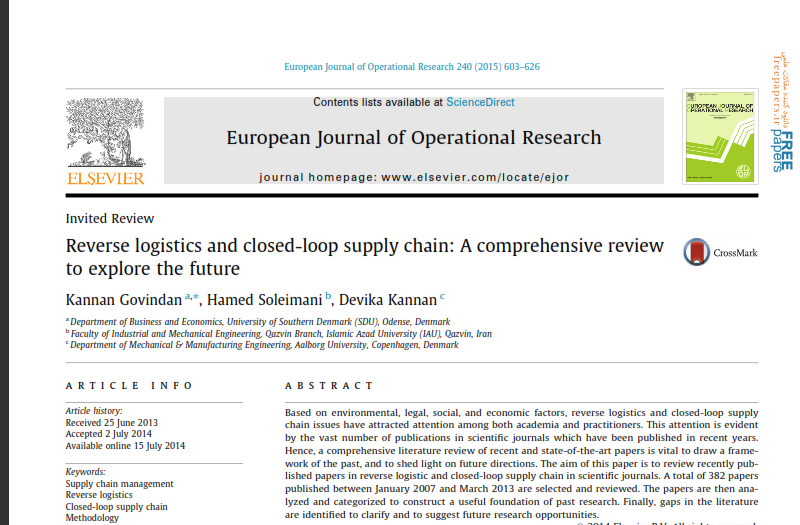 European Journal of Operational Research 240 (2015) 603–626
Contents lists available at ScienceDirect
European Journal of Operational Research
journal homepage: www.elsevier.com/locate/ejor
ELSEVIER
EUROPEAN JOURNAL OF
OPERATIONAL RESEARCH
دانلود کننده مقالات علمی
freepapers.ir
FREE
papers
Invited Review
Reverse logistics and closed-loop supply chain: A comprehensive review
to explore the future
CrossMark
Kannan Govindan a,*, Hamed Soleimani b, Devika Kannan c
a Department of Business and Economics, University of Southern Denmark (SDU), Odense, Denmark
b Faculty of Industrial and Mechanical Engineering, Qazvin Branch, Islamic Azad University (IAU), Qazvin, Iran
c Department of Mechanical & Manufacturing Engineering, Aalborg University, Copenhagen, Denmark
ARTICLE INFO
Article history:
Received 25 June 2013
Accepted 2 July 2014
Available online 15 July 2014
Keywords:
Supply chain management
Reverse logistics
Closed-loop supply chain
Methodology
ABSTRACT
Based on environmental, legal, social, and economic factors, reverse logistics and closed-loop supply
chain issues have attracted attention among both academia and practitioners. This attention is evident
by the vast number of publications in scientific journals which have been published in recent years.
Hence, a comprehensive literature review of recent and state-of-the-art papers is vital to draw a frame-
work of the past, and to shed light on future directions. The aim of this paper is to review recently pub-
lished papers in reverse logistic and closed-loop supply chain in scientific journals. A total of 382 papers
published between January 2007 and March 2013 are selected and reviewed. The papers are then ana-
lyzed and categorized to construct a useful foundation of past research. Finally, gaps in the literature
are identified to clarify and to suggest future research opportunities.